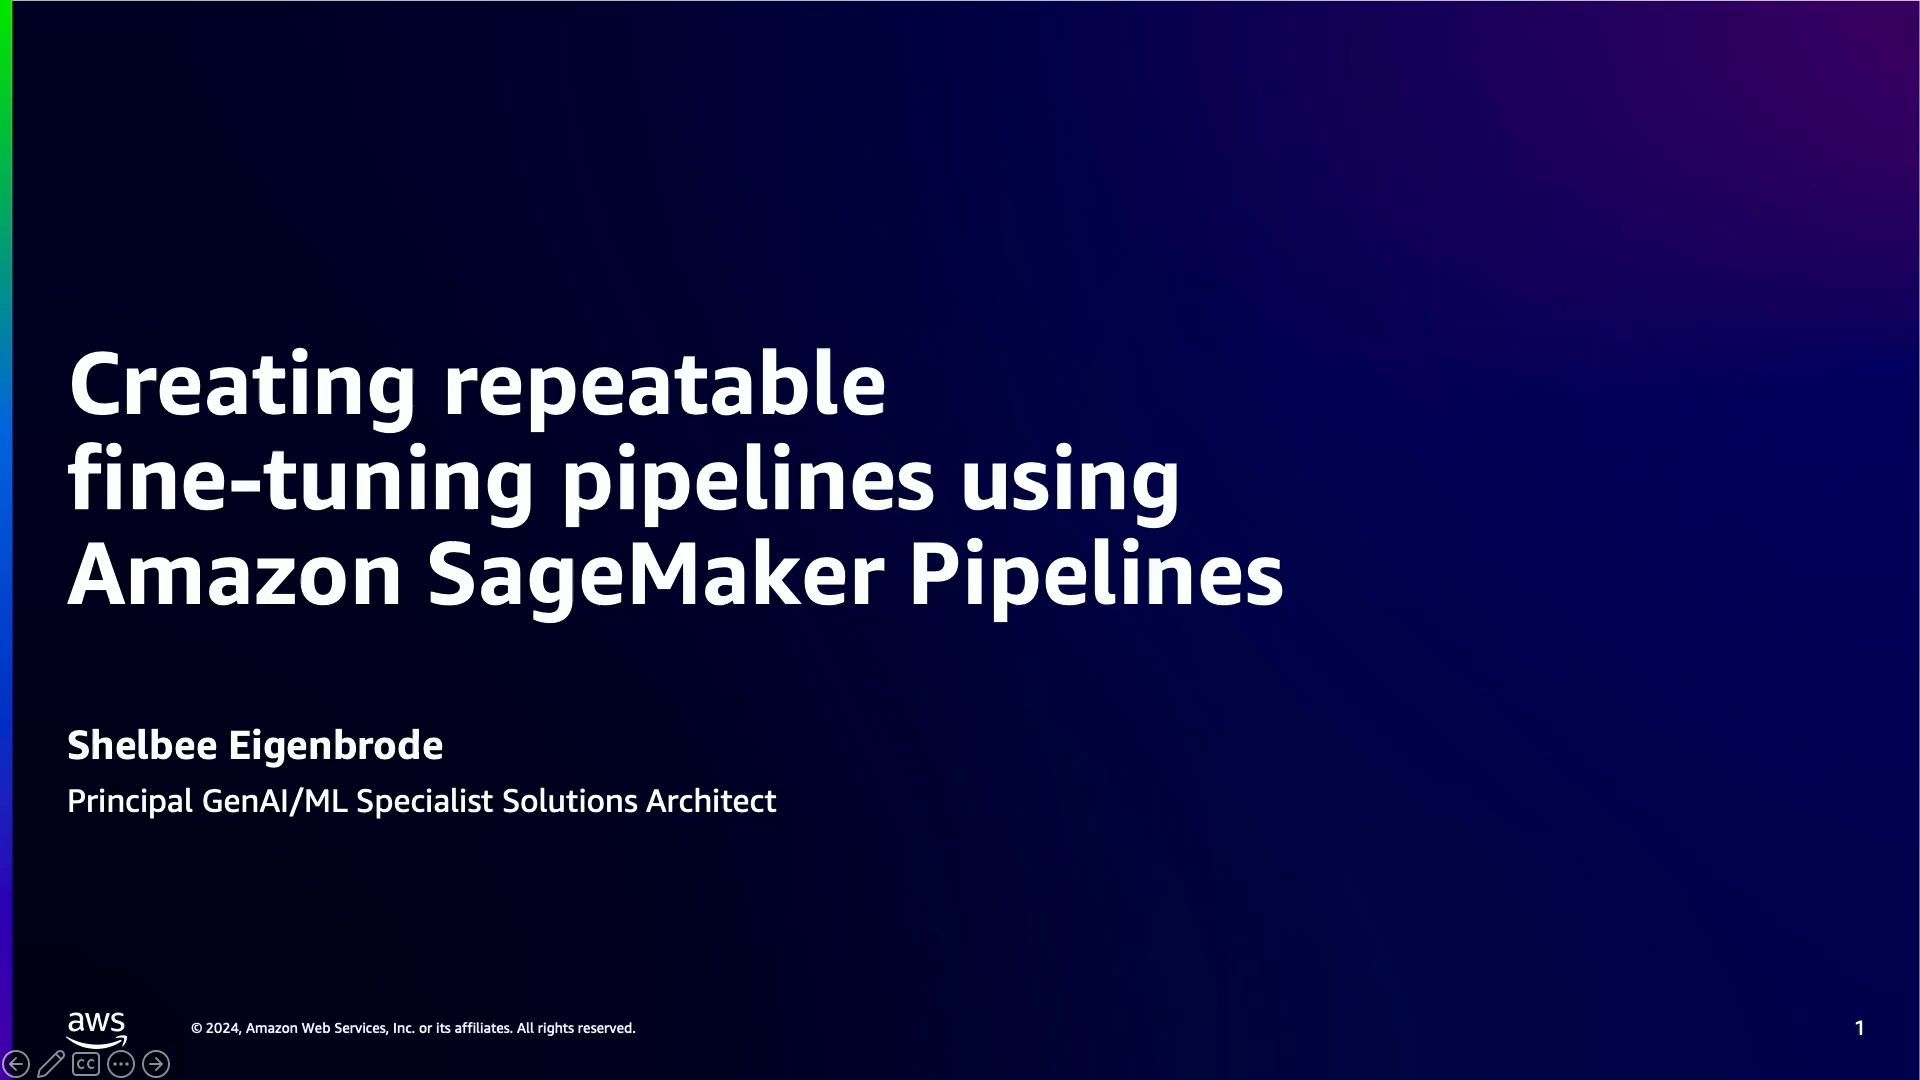 Creating repeatable
fine-tuning pipelines using
Amazon SageMaker Pipelines
Shelbee Eigenbrode
Principal GenAI/ML Specialist Solutions Architect
aws
© 2024, Amazon Web Services, Inc. or its affiliates. All rights reserved.
1
CC